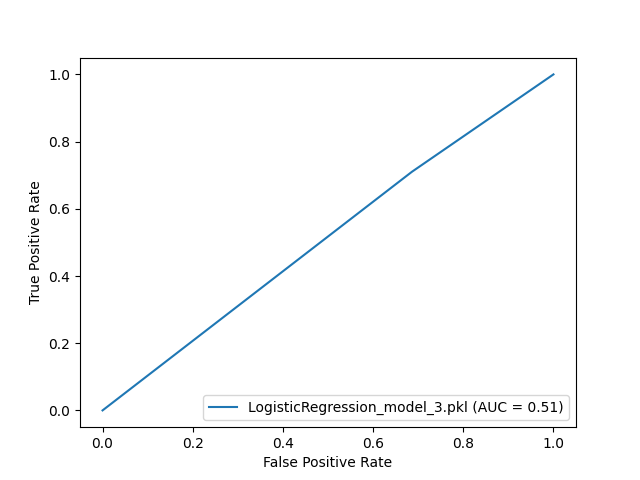 1.0
0.8
0.6
0.4
0.2
0.0
True Positive Rate
LogisticRegression_model_3.pkl (AUC = 0.51)
0.0 0.2 0.4 0.6 0.8 1.0
False Positive Rate